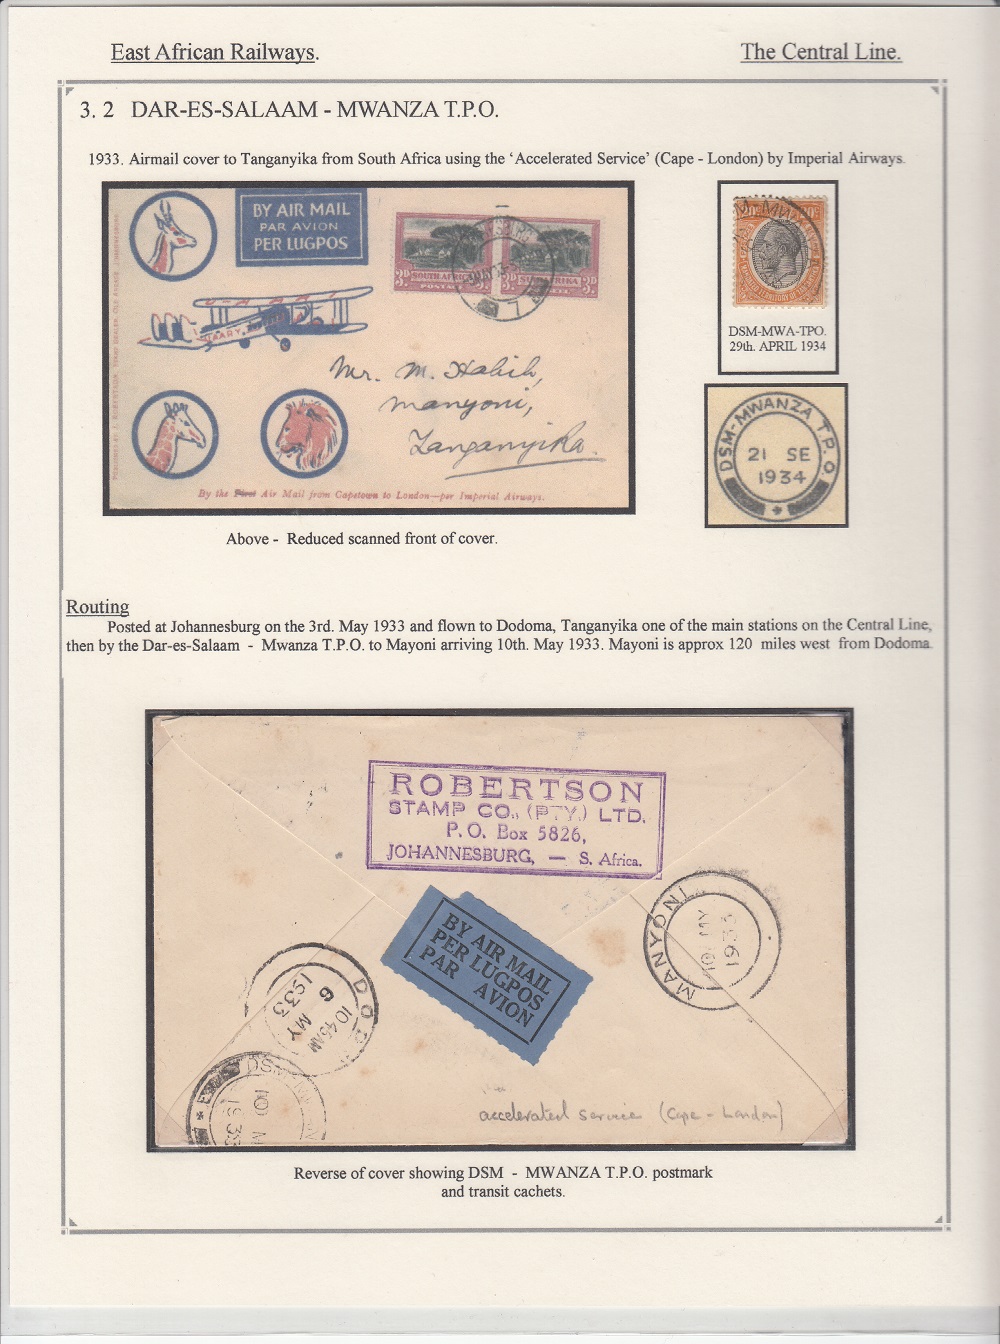 East African Railways.
The Central Line.
3. 2 DAR-ES-SALAAM - MWANZA T.P.O.
1933. Airmail cover to Tanganyika from South Africa using the 'Accelerated Service' (Cape - London) by Imperial Airways.
BY AIR MAIL
PAR AVION
PER LUGPOS
3D SOUTH AFRICA
POSTAGE
3D
Mr. M. Habib,
Manyoni,
Tanganyika.
By the First Air Mail from Capetown to London—per Imperial Airways.
DSM-MWA-TPO.
29th. APRIL 1934
DSM-MWANZA T.P.O
21 SE
1934
Above - Reduced scanned front of cover.
Routing
Posted at Johannesburg on the 3rd. May 1933 and flown to Dodoma, Tanganyika one of the main stations on the Central Line,
then by the Dar-es-Salaam - Mwanza T.P.O. to Mayoni arriving 10th. May 1933. Mayoni is approx 120 miles west from Dodoma.
ROBERTSON
STAMP CO., (PTY.) LTD.
P.O. Box 5826,
JOHANNESBURG, — S. Africa.
BY AIR MAIL
PER LUGPOS
PAR AVION
MANYONI
10 MY
1933
DOD
10 45AM
6 MY
1933
DSM-MW
accelerated service (Cape - London)
Reverse of cover showing DSM - MWANZA T.P.O. postmark
and transit cachets.